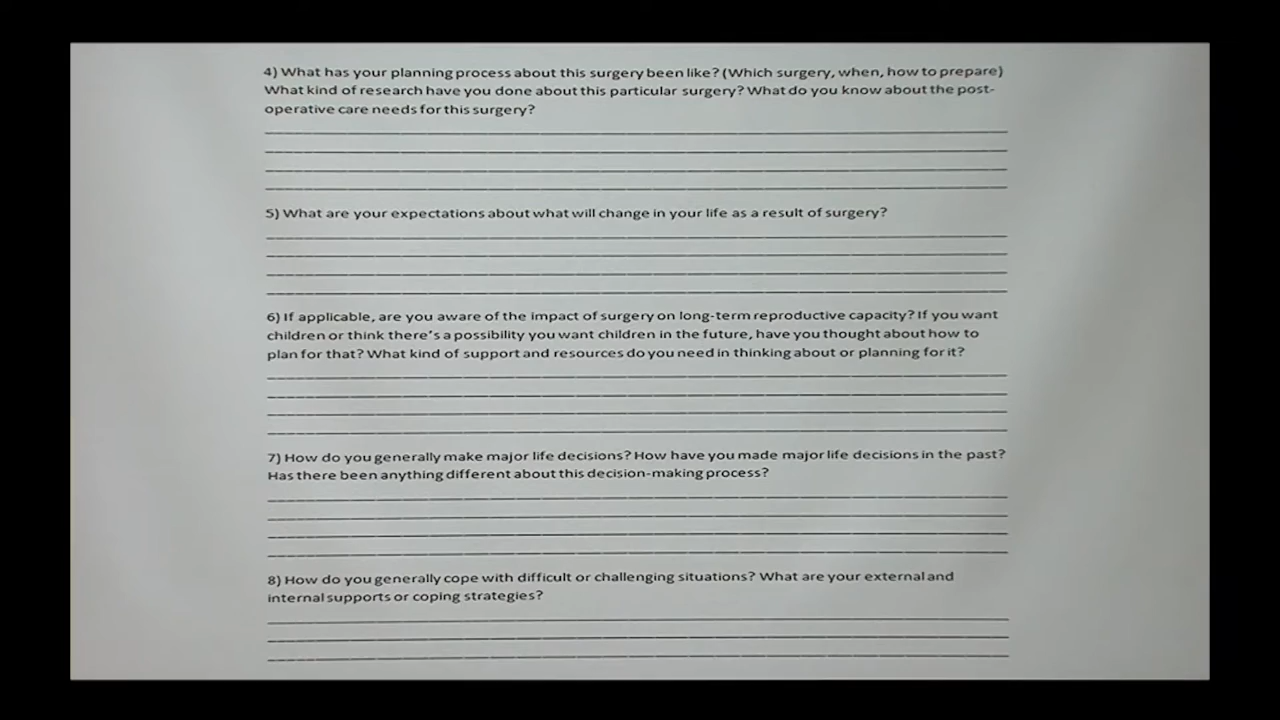 4) What has your planning process about this surgery been like? (Which surgery, when, how to prepare)
What kind of research have you done about this particular surgery? What do you know about the post-
operative care needs for this surgery?
5) What are your expectations about what will change in your life as a result of surgery?
6) If applicable, are you aware of the impact of surgery on long-term reproductive capacity? If you want
children or think there's a possibility you want children in the future, have you thought about how to
plan for that? What kind of support and resources do you need in thinking about or planning for it?
7) How do you generally make major life decisions? How have you made major life decisions in the past?
Has there been anything different about this decision-making process?
8) How do you generally cope with difficult or challenging situations? What are your external and
internal supports or coping strategies?